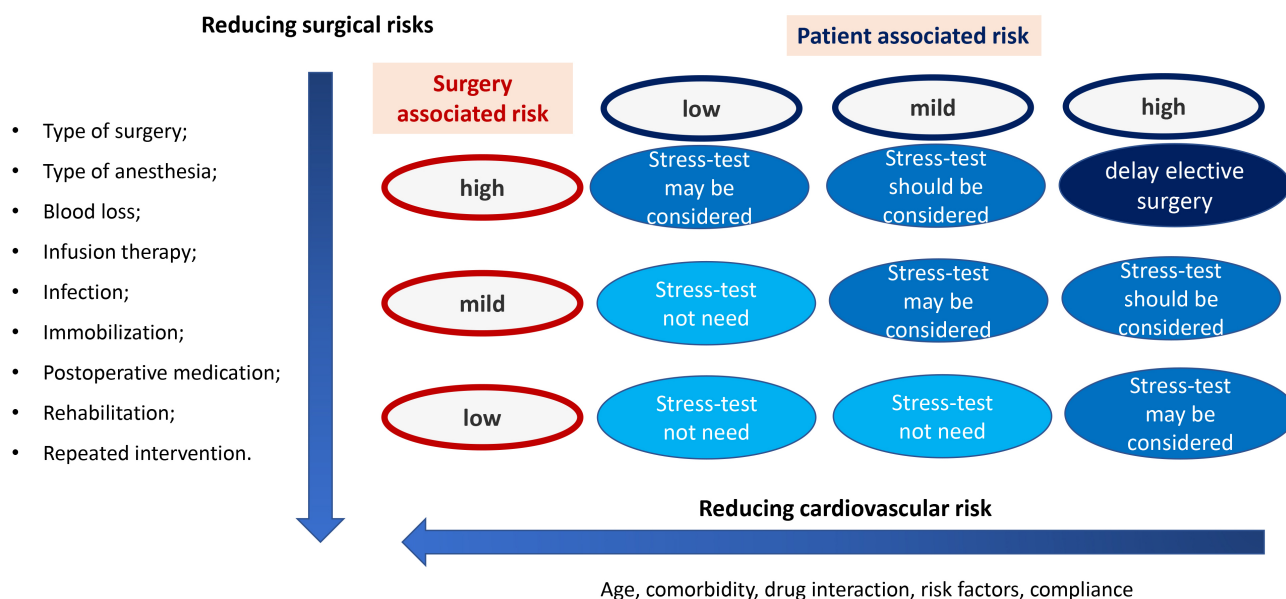 Reducing surgical risks
Patient associated risk
Surgery
associated risk
low
mild
high
• Type of surgery;
• Type of anesthesia;
• Blood loss;
• Infusion therapy;
• Infection;
• Immobilization;
• Postoperative medication;
• Rehabilitation;
• Repeated intervention.
high
Stress-test
may be
considered
Stress-test
should be
considered
delay elective
surgery
mild
Stress-test
not need
Stress-test
may be
considered
Stress-test
should be
considered
low
Stress-test
not need
Stress-test
not need
Stress-test
may be
considered
Reducing cardiovascular risk
Age, comorbidity, drug interaction, risk factors, compliance